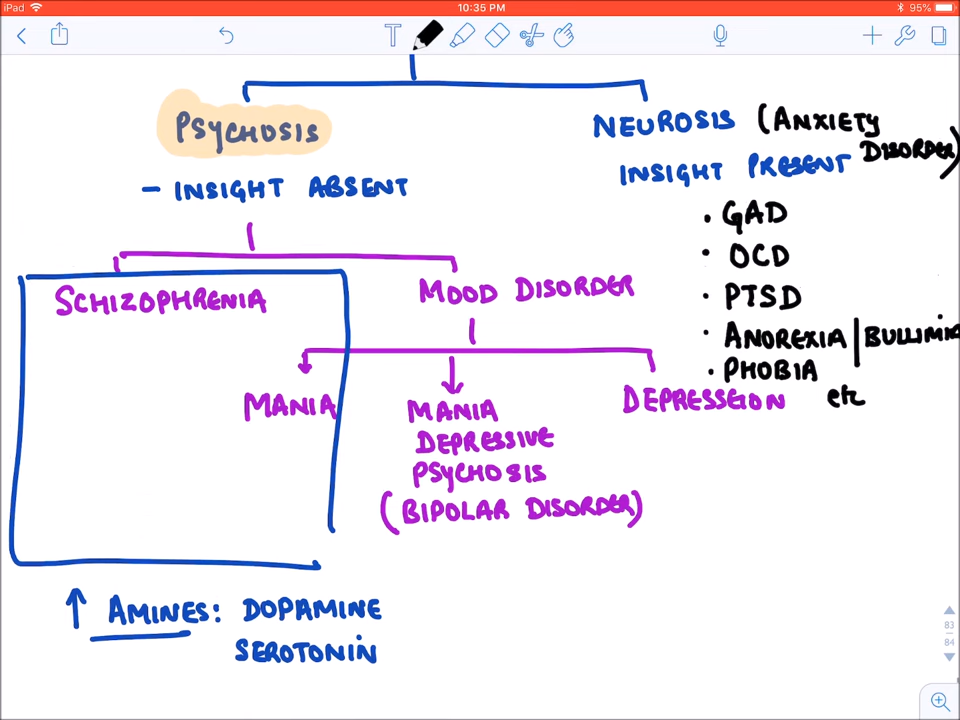 iPad
10:35 PM
95%
T
PSYCHOSIS
- INSIGHT ABSENT
NEUROSIS (ANXIETY
DISORDER)
INSIGHT PRESENT
• GAD
• OCD
• PTSD
• ANOREXIA | BULLIMIA
• PHOBIA
etc
SCHIZOPHRENIA
MOOD DISORDER
MANIA
MANIA
DEPRESSIVE
PSYCHOSIS
(BIPOLAR DISORDER)
DEPRESSION
↑ AMINES: DOPAMINE
SEROTONIN
83
84